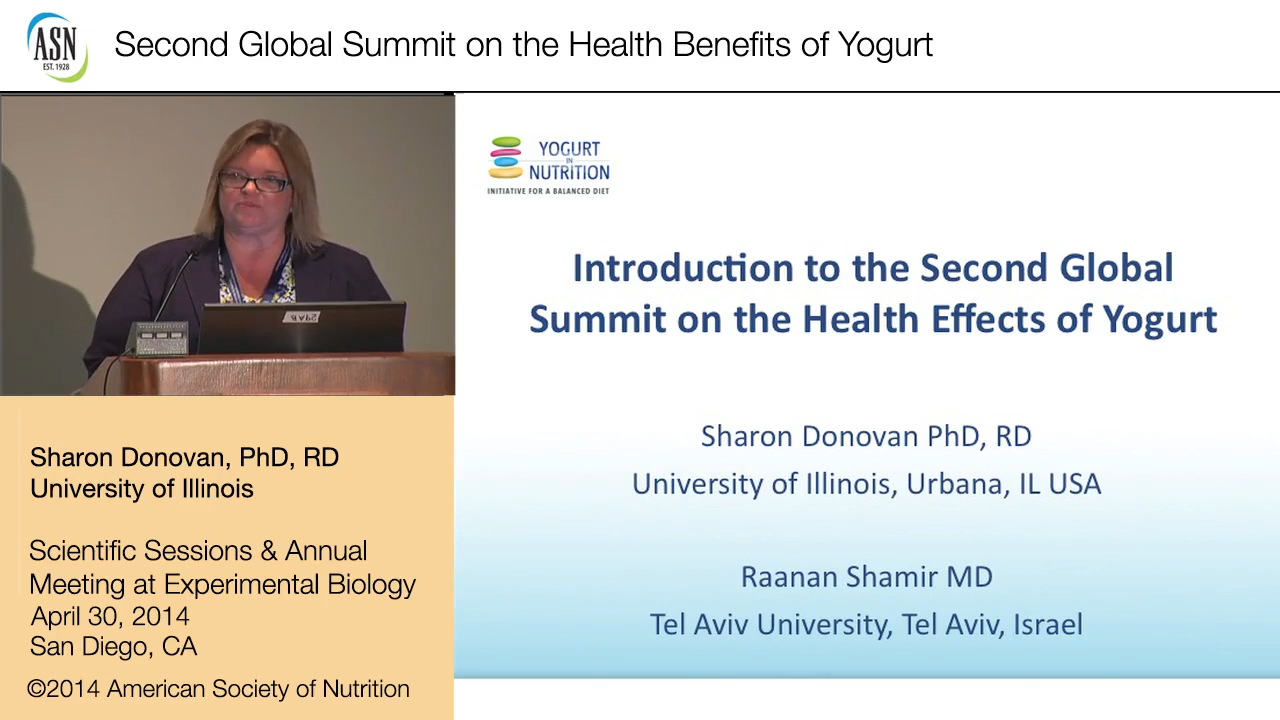 ASN
EST. 1928
Second Global Summit on the Health Benefits of Yogurt
YOGURT
IN
NUTRITION
INITIATIVE FOR A BALANCED DIET
Introduction to the Second Global
Summit on the Health Effects of Yogurt
Sharon Donovan PhD, RD
University of Illinois, Urbana, IL USA
Raanan Shamir MD
Tel Aviv University, Tel Aviv, Israel
Sharon Donovan, PhD, RD
University of Illinois
Scientific Sessions & Annual
Meeting at Experimental Biology
April 30, 2014
San Diego, CA
©2014 American Society of Nutrition